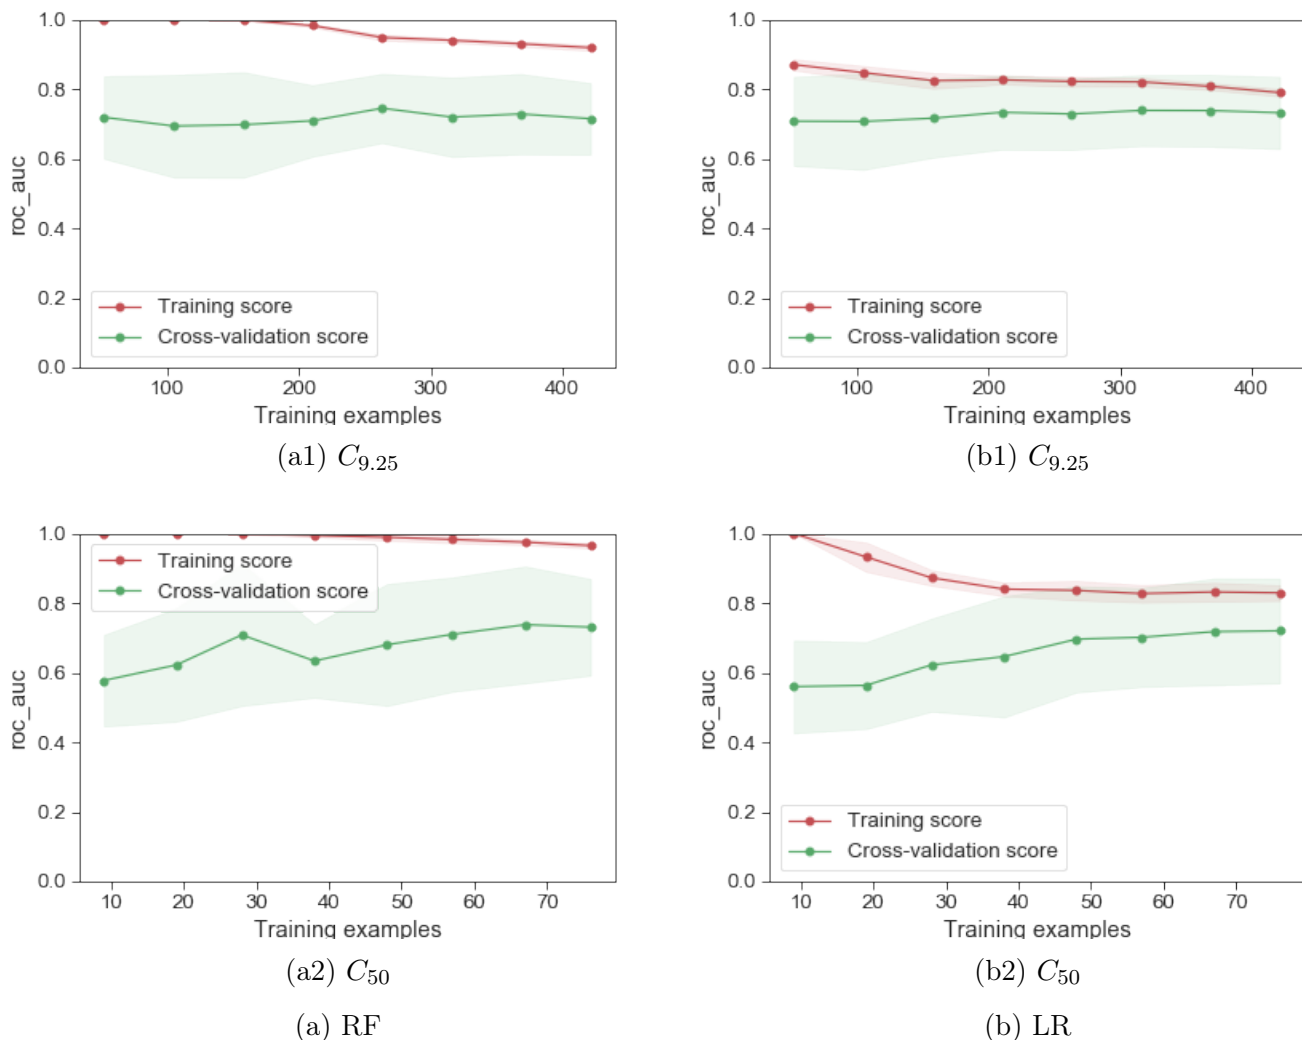 1.0
0.8
0.6
0.4
0.2
0.0
roc_auc
Training score
Cross-validation score
100 200 300 400
Training examples
(a1) C9.25
1.0
0.8
0.6
0.4
0.2
0.0
roc_auc
Training score
Cross-validation score
100 200 300 400
Training examples
(b1) C9.25
1.0
0.8
0.6
0.4
0.2
0.0
roc_auc
Training score
Cross-validation score
10 20 30 40 50 60 70
Training examples
(a2) C50
(a) RF
1.0
0.8
0.6
0.4
0.2
0.0
roc_auc
Training score
Cross-validation score
10 20 30 40 50 60 70
Training examples
(b2) C50
(b) LR